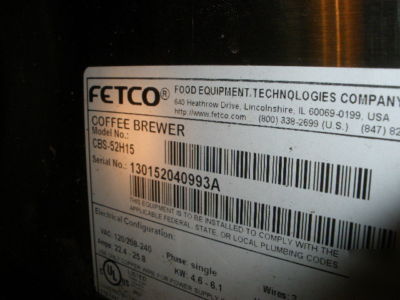 FETCO® FOOD EQUIPMENT TECHNOLOGIES COMPANY
640 Heathrow Drive, Lincolnshire, IL 60069-0199, USA
http://www.fetco.com (800) 338-2699 (U.S.) (847) 82
COFFEE BREWER
Model No.:
CBS-52H15
Serial No.: 130152040993A
THIS EQUIPMENT IS TO BE INSTALLED TO COMPLY WITH THE
APPLICABLE FEDERAL, STATE, OR LOCAL PLUMBING CODES
Electrical Configuration:
VAC: 120/208-240 Phase: single
Amps: 22.4 - 25.8 KW: 4.6 - 6.1 Wires:
UL